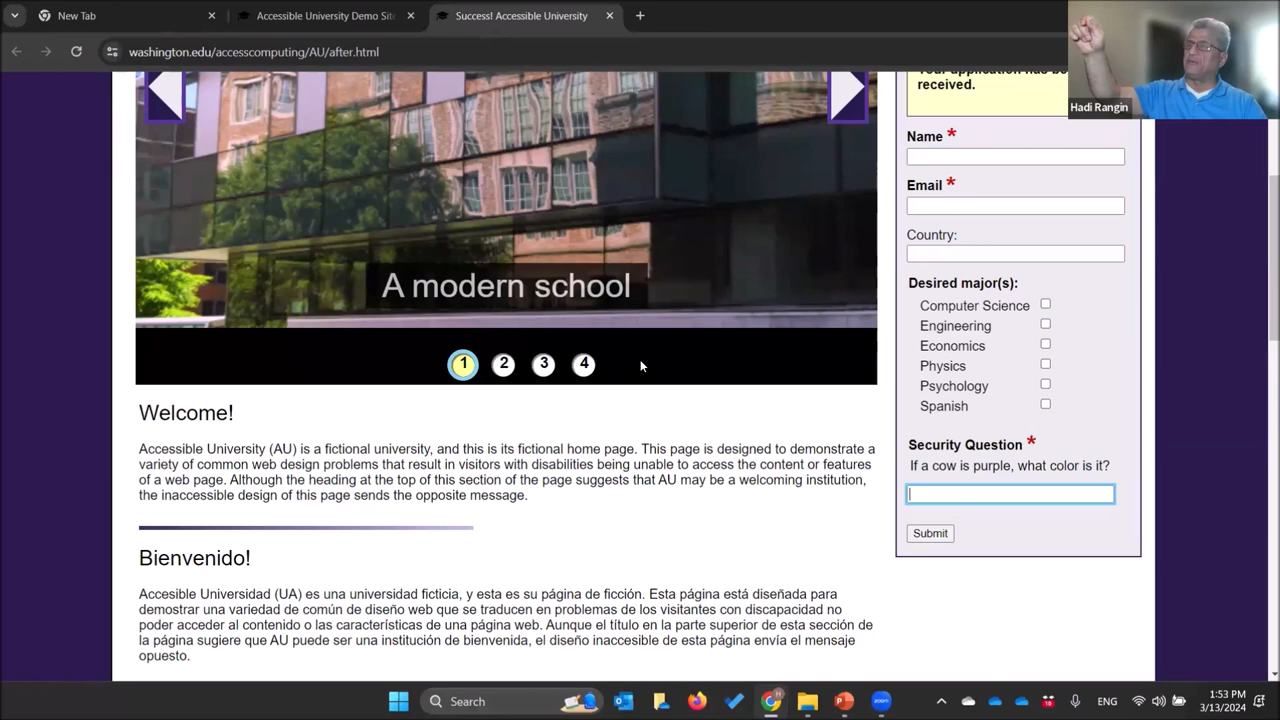 New Tab
Accessible University Demo Sit
Success! Accessible University
washington.edu/accesscomputing/AU/after.html
Hadi Rangin
A modern school
1 2 3 4
Welcome!
Accessible University (AU) is a fictional university, and this is its fictional home page. This page is designed to demonstrate a
variety of common web design problems that result in visitors with disabilities being unable to access the content or features
of a web page. Although the heading at the top of this section of the page suggests that AU may be a welcoming institution,
the inaccessible design of this page sends the opposite message.
Bienvenido!
Accesible Universidad (UA) es una universidad ficticia, y esta es su página de ficción. Esta página está diseñada para
demostrar una variedad de común de diseño web que se traducen en problemas de los visitantes con discapacidad no
poder acceder al contenido o las características de una página web. Aunque el título en la parte superior de esta sección de
la página sugiere que AU puede ser una institución de bienvenida, el diseño inaccesible de esta página envía el mensaje
opuesto.
Your application has be
received.
Name *
Email *
Country:
Desired major(s):
Computer Science
Engineering
Economics
Physics
Psychology
Spanish
Security Question *
If a cow is purple, what color is it?
Submit
Search
zoom
ENG
1:53 PM
3/13/2024